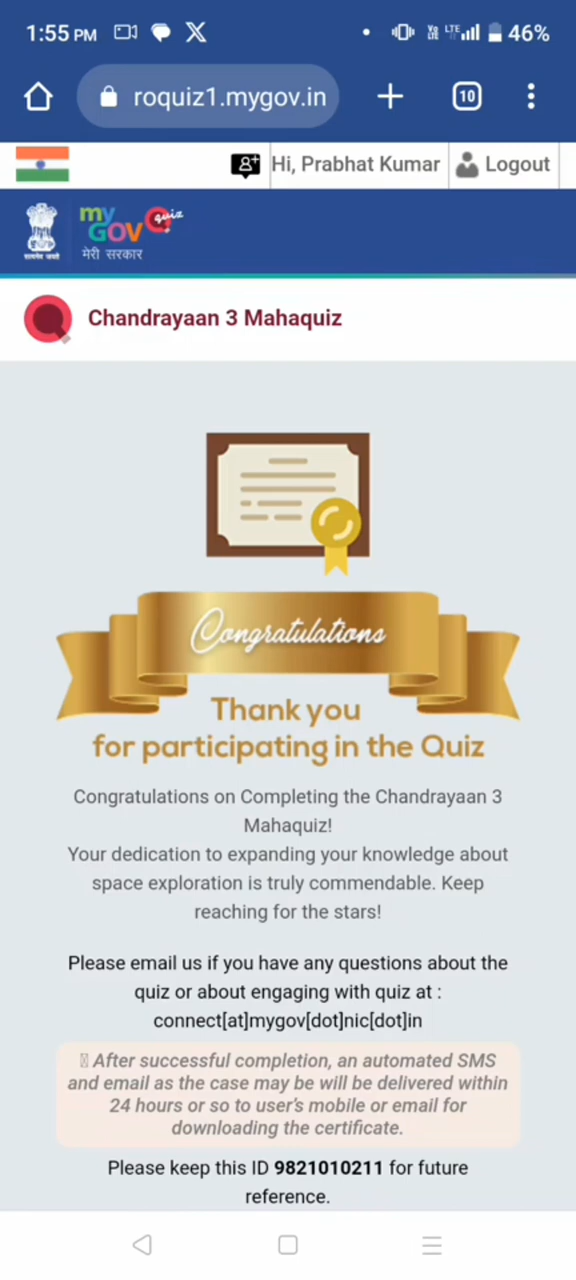 1:55 PM
46%
roquiz1.mygov.in
10
Hi, Prabhat Kumar
Logout
सत्यमेव जयते
my
GOV
quiz
मेरी सरकार
Chandrayaan 3 Mahaquiz
Congratulations
Thank you
for participating in the Quiz
Congratulations on Completing the Chandrayaan 3
Mahaquiz!
Your dedication to expanding your knowledge about
space exploration is truly commendable. Keep
reaching for the stars!
Please email us if you have any questions about the
quiz or about engaging with quiz at :
connect[at]mygov[dot]nic[dot]in
After successful completion, an automated SMS
and email as the case may be will be delivered within
24 hours or so to user's mobile or email for
downloading the certificate.
Please keep this ID 9821010211 for future
reference.